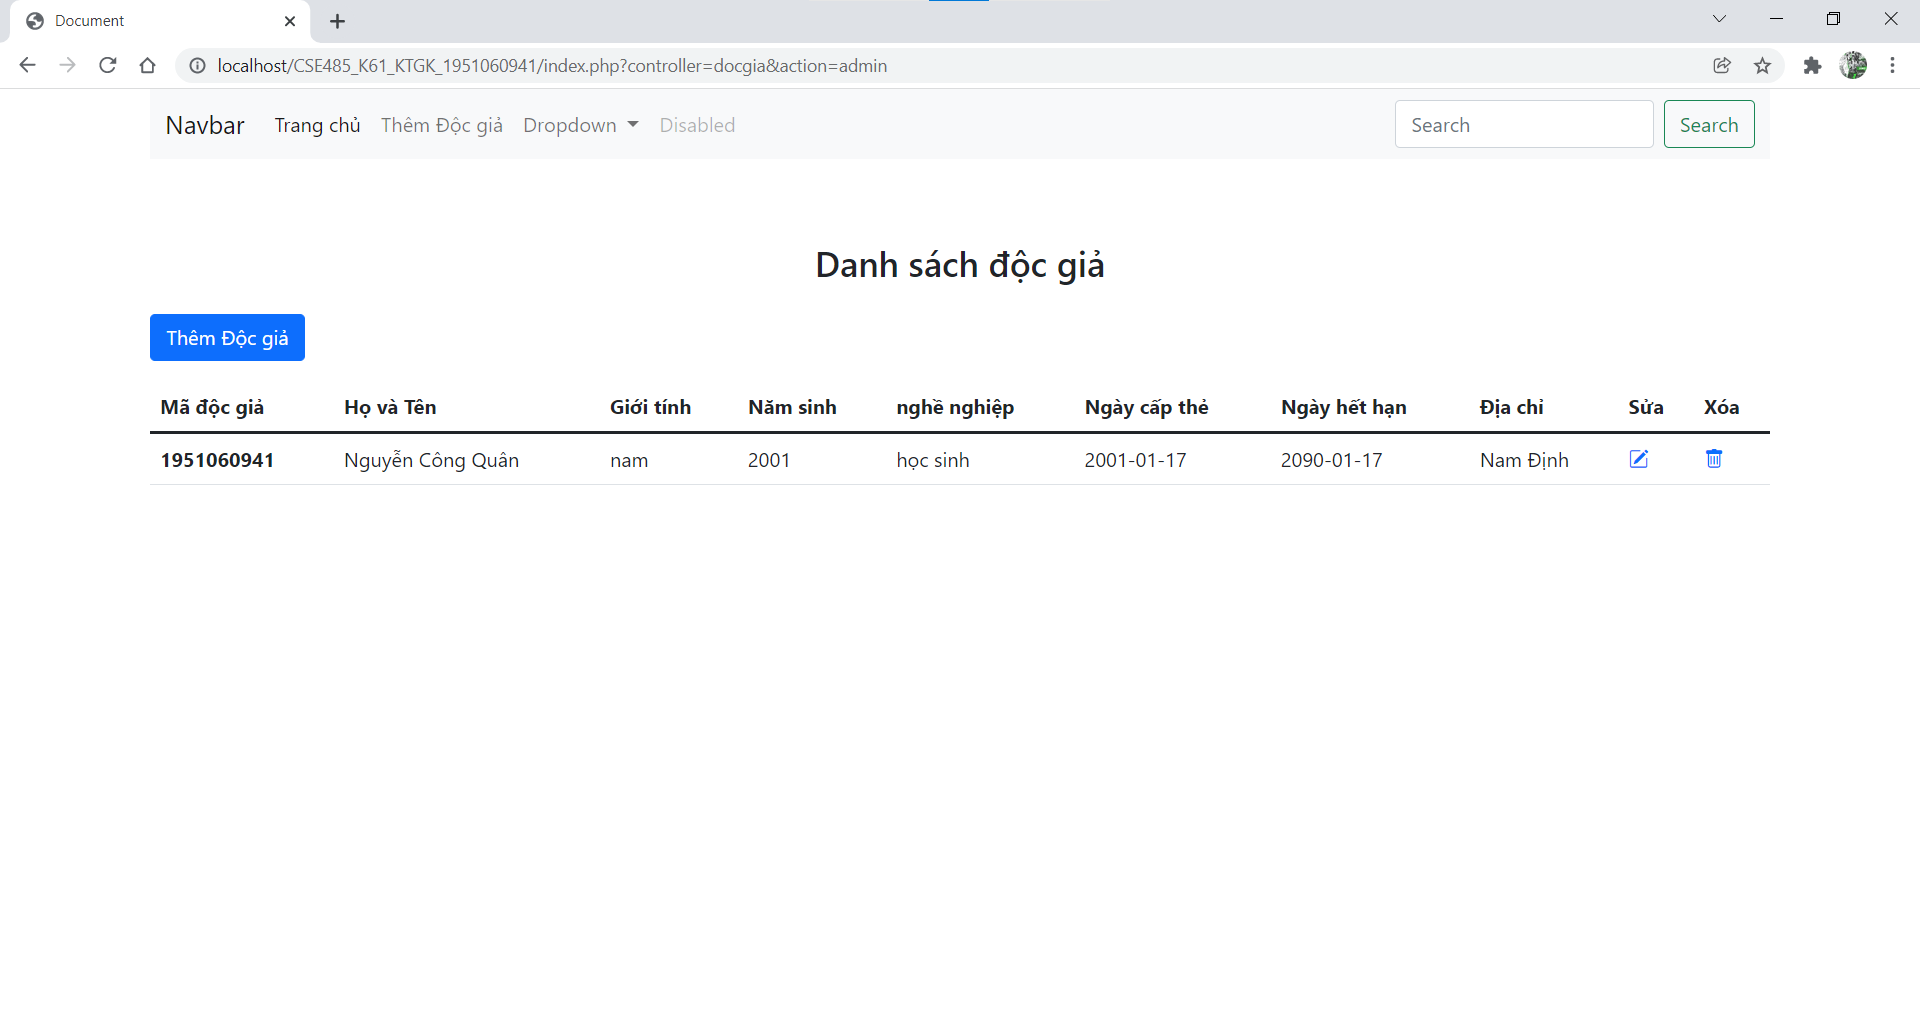 Document
localhost/CSE485_K61_KTGK_1951060941/index.php?controller=docgia&action=admin
Navbar Trang chủ Thêm Độc giả Dropdown Disabled Search Search
Danh sách độc giả
Thêm Độc giả
Mã độc giả Họ và Tên Giới tính Năm sinh nghề nghiệp Ngày cấp thẻ Ngày hết hạn Địa chỉ Sửa Xóa
1951060941 Nguyễn Công Quân nam 2001 học sinh 2001-01-17 2090-01-17 Nam Định